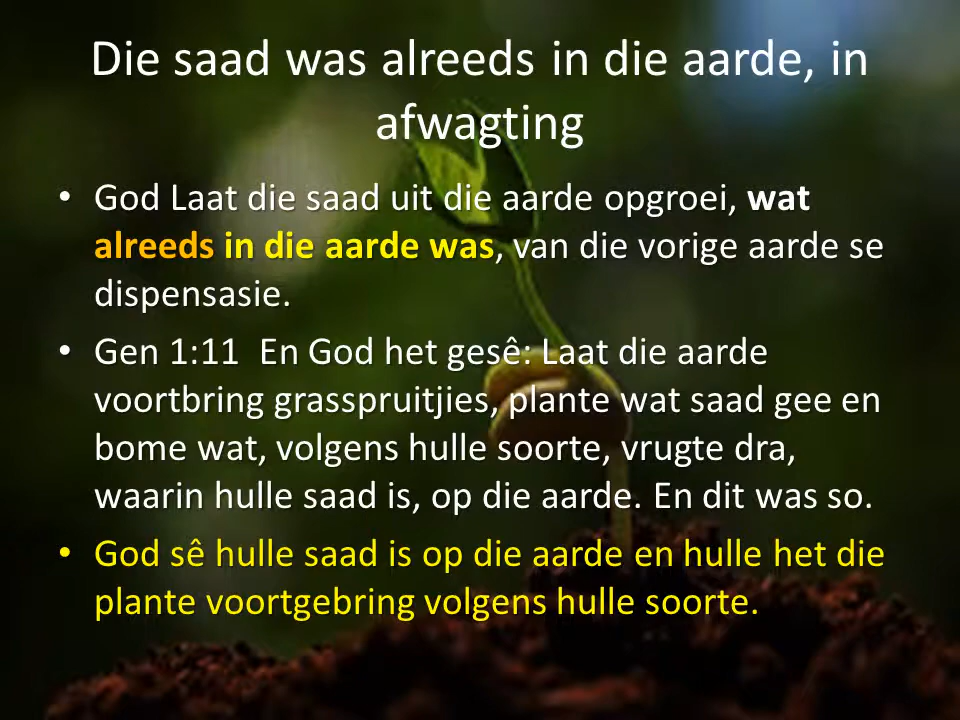 Die saad was alreeds in die aarde, in
afwagting
• God Laat die saad uit die aarde opgroei, wat
alreeds in die aarde was, van die vorige aarde se
dispensasie.
• Gen 1:11  En God het gesê: Laat die aarde
voortbring grasspruitjies, plante wat saad gee en
bome wat, volgens hulle soorte, vrugte dra,
waarin hulle saad is, op die aarde. En dit was so.
• God sê hulle saad is op die aarde en hulle het die
plante voortgebring volgens hulle soorte.